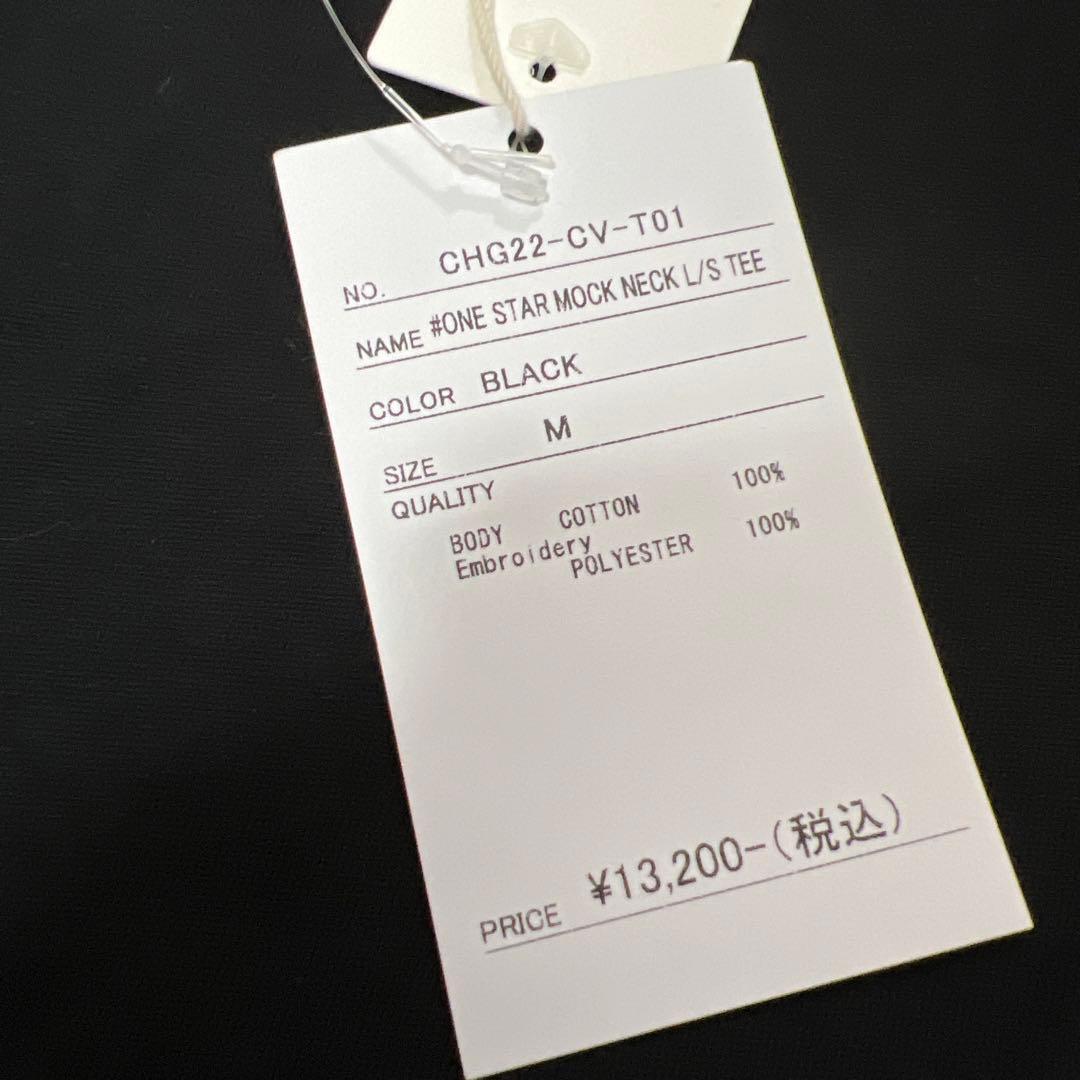 NO. CHG22-CV-T01
NAME #ONE STAR MOCK NECK L/S TEE
COLOR BLACK
SIZE M
QUALITY
BODY COTTON 100%
Embroidery
POLYESTER 100%
PRICE ¥13,200-(税込)